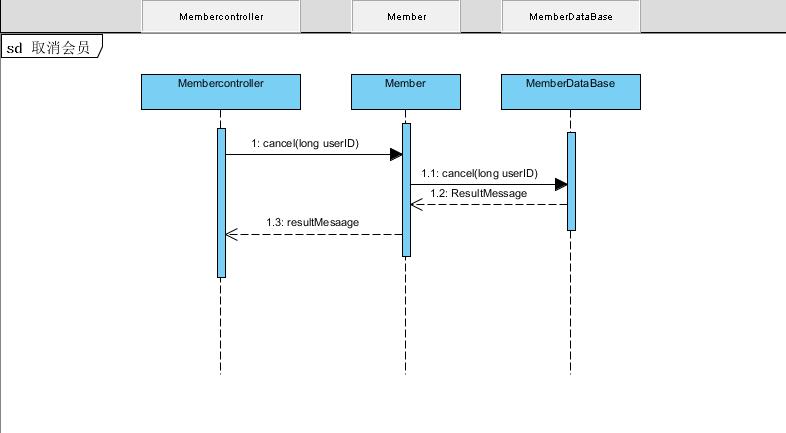 Membercontroller
Member
MemberDataBase
sd 取消会员
Membercontroller
Member
MemberDataBase
1: cancel(long userID)
1.1: cancel(long userID)
1.2: ResultMessage
1.3: resultMesaage